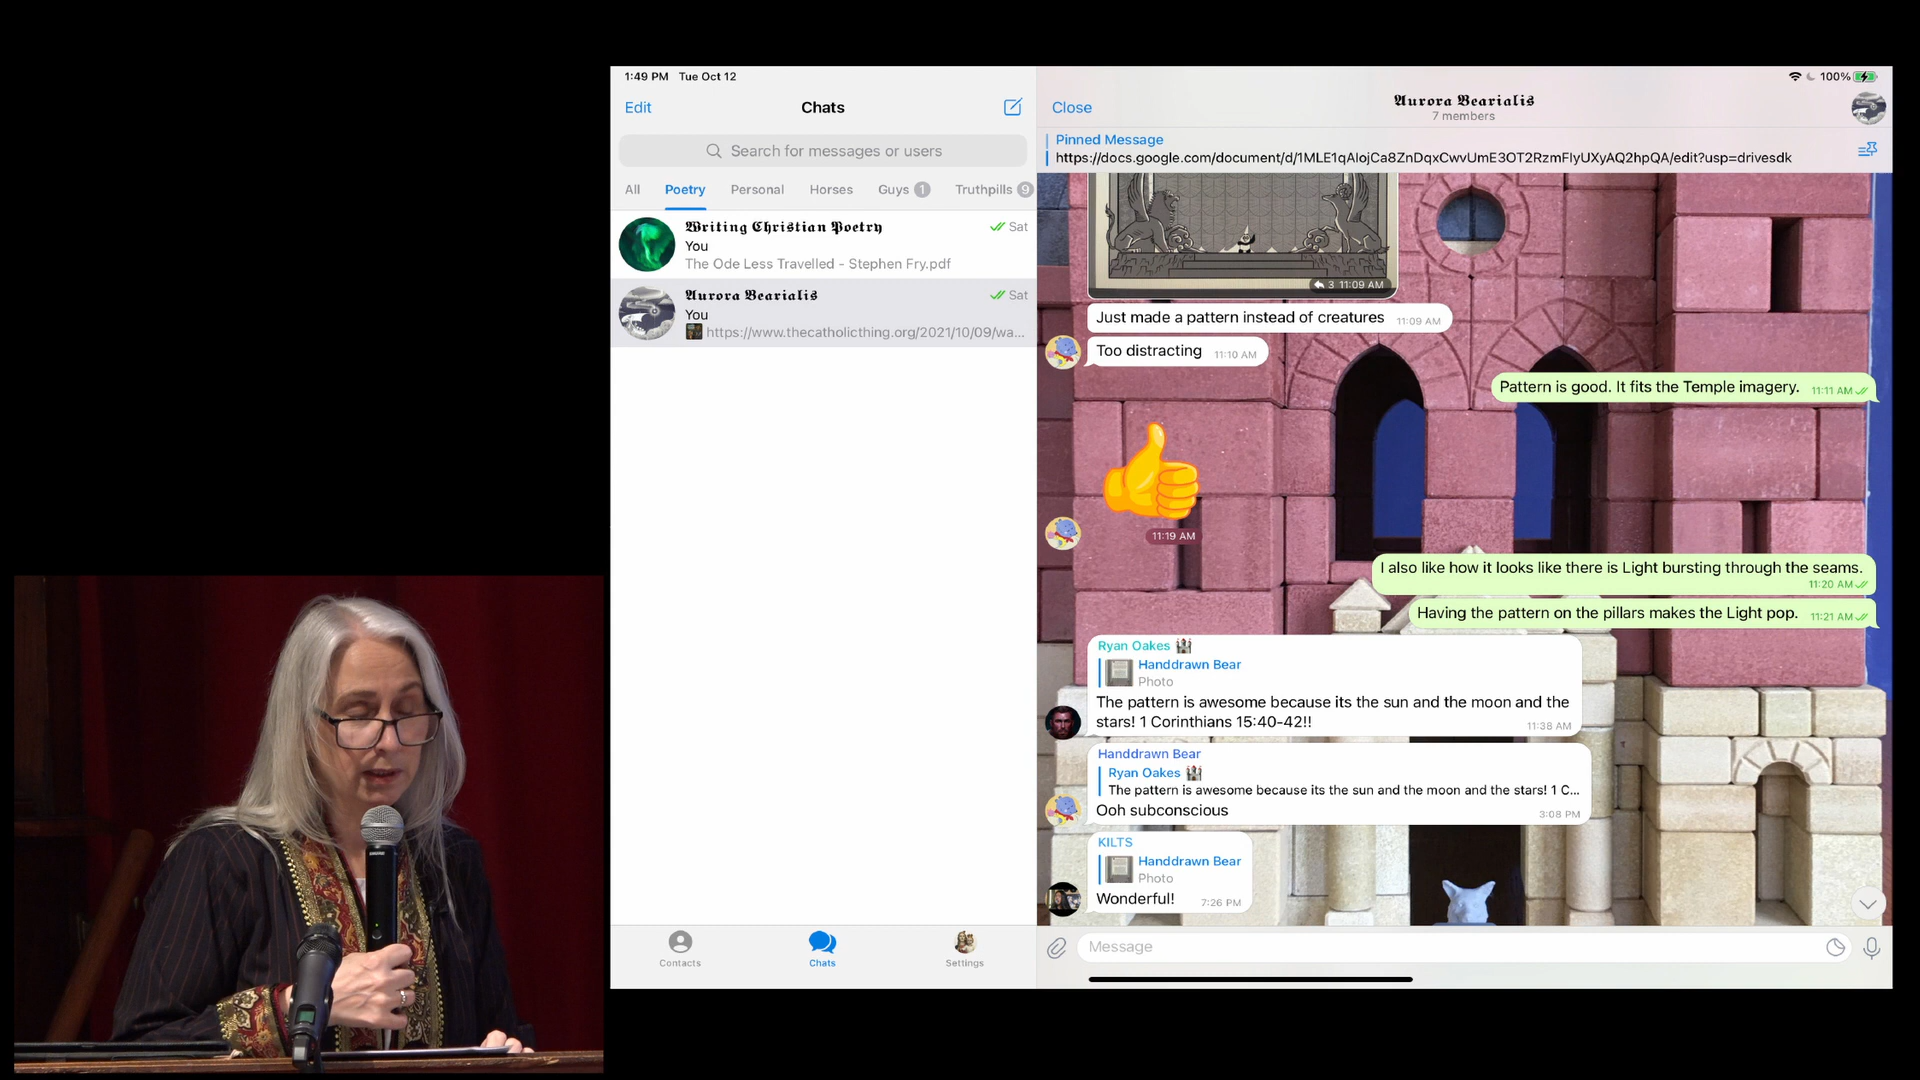 1:49 PM Tue Oct 12
100%
Edit
Chats
Search for messages or users
All Poetry Personal Horses Guys 1 Truthpills 9
𝖂riting Christian Poetry
Sat
You
The Ode Less Travelled - Stephen Fry.pdf
Aurora Bearialis
Sat
You
https://www.thecatholicthing.org/2021/10/09/wa...
Contacts
Chats
Settings
Close
Aurora Bearialis
7 members
Pinned Message
https://docs.google.com/document/d/1MLE1qAlojCa8ZnDqxCwvUmE3OT2RzmFIyUXyAQ2hpQA/edit?usp=drivesdk
3 11:09 AM
Just made a pattern instead of creatures 11:09 AM
Too distracting 11:10 AM
Pattern is good. It fits the Temple imagery. 11:11 AM
11:19 AM
I also like how it looks like there is Light bursting through the seams.
11:20 AM
Having the pattern on the pillars makes the Light pop. 11:21 AM
Ryan Oakes
Handdrawn Bear
Photo
The pattern is awesome because its the sun and the moon and the
stars! 1 Corinthians 15:40-42!! 11:38 AM
Handdrawn Bear
Ryan Oakes
The pattern is awesome because its the sun and the moon and the stars! 1 C...
Ooh subconscious 3:08 PM
KILTS
Handdrawn Bear
Photo
Wonderful! 7:26 PM
Message